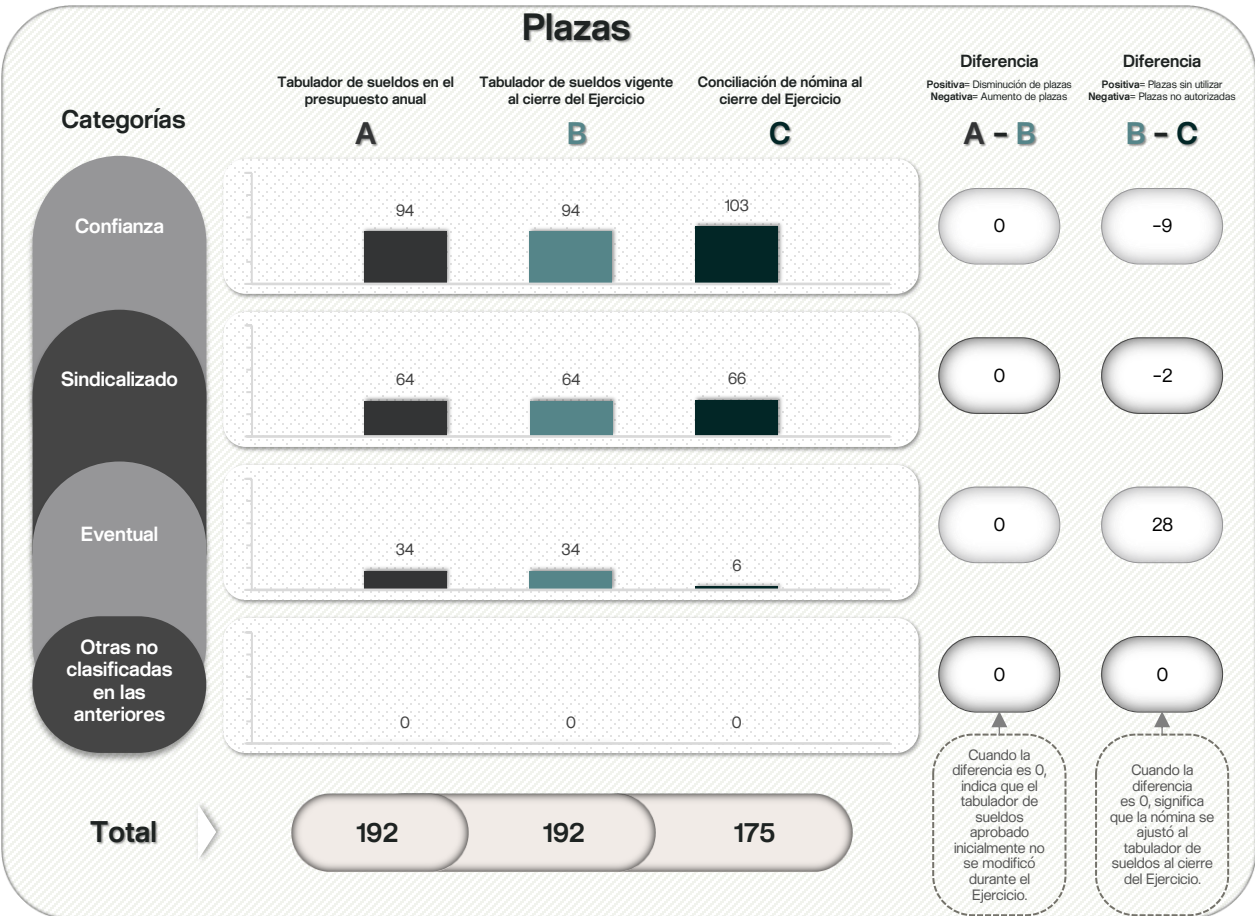 Plazas
Categorías
Tabulador de sueldos en el
presupuesto anual
A
Tabulador de sueldos vigente
al cierre del Ejercicio
B
Conciliación de nómina al
cierre del Ejercicio
C
Diferencia
Positiva= Disminución de plazas
Negativa= Aumento de plazas
A – B
Diferencia
Positiva= Plazas sin utilizar
Negativa= Plazas no autorizadas
B – C
Confianza
94
94
103
0
-9
Sindicalizado
64
64
66
0
-2
Eventual
34
34
6
0
28
Otras no
clasificadas
en las
anteriores
0
0
0
0
0
Total
192
192
175
Cuando la
diferencia es 0,
indica que el
tabulador de
sueldos
aprobado
inicialmente no
se modificó
durante el
Ejercicio.
Cuando la
diferencia
es 0, significa
que la nómina se
ajustó al
tabulador de
sueldos al cierre
del Ejercicio.